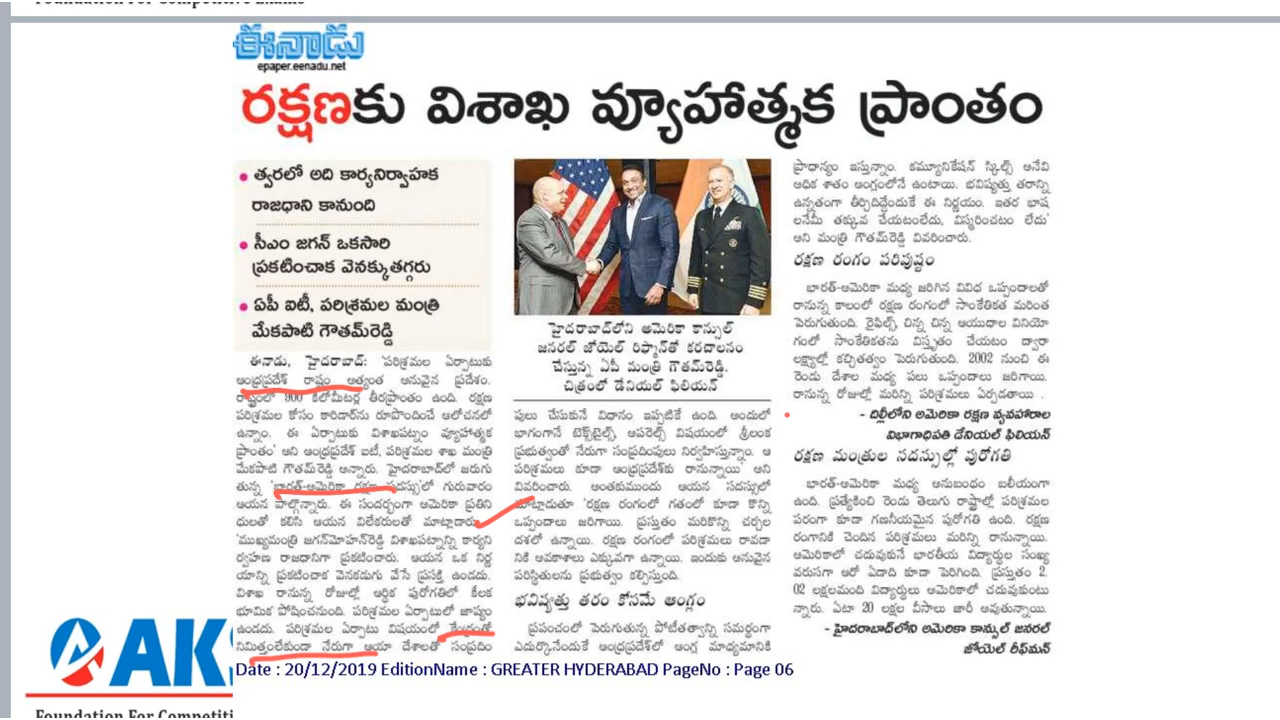 Foundation For Competitive Exams
ఈనాడు
epaper.eenadu.net
రక్షణకు విశాఖ వ్యూహాత్మక ప్రాంతం
• త్వరలో అది కార్యనిర్వాహక
రాజధాని కానుంది
• సీఎం జగన్ ఒకసారి
ప్రకటించాక వెనక్కుతగ్గరు
• ఏపీ ఐటీ, పరిశ్రమల మంత్రి
మేకపాటి గౌతమ్‌రెడ్డి
ఈనాడు, హైదరాబాద్: 'పరిశ్రమల ఏర్పాటుకు
ఆంధ్రప్రదేశ్ రాష్ట్రం అత్యంత అనువైన ప్రదేశం.
రాష్ట్రంలో 900 కిలోమీటర్ల తీరప్రాంతం ఉంది. రక్షణ
పరిశ్రమల కోసం కారిడార్‌ను రూపొందించే ఆలోచనలో
ఉన్నాం. ఈ ఏర్పాటుకు విశాఖపట్నం వ్యూహాత్మక
ప్రాంతం' అని ఆంధ్రప్రదేశ్ ఐటీ, పరిశ్రమల శాఖ మంత్రి
మేకపాటి గౌతమ్‌రెడ్డి అన్నారు. హైదరాబాద్‌లో జరుగు
తున్న 'భారత్-అమెరికా రక్షణ సదస్సు'లో గురువారం
ఆయన పాల్గొన్నారు. ఈ సందర్భంగా అమెరికా ప్రతిని
ధులతో కలిసి ఆయన విలేకరులతో మాట్లాడారు.
'ముఖ్యమంత్రి జగన్‌మోహన్‌రెడ్డి విశాఖపట్నాన్ని కార్యని
ర్వహణ రాజధానిగా ప్రకటించారు. ఆయన ఒక నిర్ణ
యాన్ని ప్రకటించాక వెనకడుగు వేసే ప్రసక్తి ఉండదు.
విశాఖ రానున్న రోజుల్లో ఆర్థిక పురోగతిలో కీలక
భూమిక పోషించనుంది. పరిశ్రమల ఏర్పాటులో జాప్యం
ఉండదు. పరిశ్రమల ఏర్పాటు విషయంలో కేంద్రంతో
నిమిత్తంలేకుండా నేరుగా ఆయా దేశాలతో సంప్రదిం
హైదరాబాద్‌లోని అమెరికా కాన్సుల్
జనరల్ జోయెల్ రిఫ్మాన్‌తో కరచాలనం
చేస్తున్న ఏపీ మంత్రి గౌతమ్‌రెడ్డి.
చిత్రంలో డేనియల్ ఫిలియన్
పులు చేసుకునే విధానం ఇప్పటికే ఉంది. అందులో
భాగంగానే టెక్స్‌టైల్స్, అపరెల్స్ విషయంలో శ్రీలంక
ప్రభుత్వంతో నేరుగా సంప్రదింపులు నిర్వహిస్తున్నాం. ఆ
పరిశ్రమలు కూడా ఆంధ్రప్రదేశ్‌కు రానున్నాయి' అని
వివరించారు. అంతకుముందు ఆయన సదస్సులో
మాట్లాడుతూ 'రక్షణ రంగంలో గతంలో కూడా కొన్ని
ఒప్పందాలు జరిగాయి. ప్రస్తుతం మరికొన్ని చర్చల
దశలో ఉన్నాయి. రక్షణ రంగంలో పరిశ్రమలు రావడా
నికి అవకాశాలు ఎక్కువగా ఉన్నాయి. ఇందుకు అనువైన
పరిస్థితులను ప్రభుత్వం కల్పిస్తుంది.
భవిష్యత్తు తరం కోసమే ఆంగ్లం
ప్రపంచంలో పెరుగుతున్న పోటీతత్వాన్ని సమర్థంగా
ఎదుర్కొనేందుకే ఆంధ్రప్రదేశ్‌లో ఆంగ్ల మాధ్యమానికి
ప్రాధాన్యం ఇస్తున్నాం. కమ్యూనికేషన్ స్కిల్స్ అనేవి
అధిక శాతం ఆంగ్లంలోనే ఉంటాయి. భవిష్యత్తు తరాన్ని
ఉన్నతంగా తీర్చిదిద్దేందుకే ఈ నిర్ణయం. ఇతర భాష
లనేమీ తక్కువ చేయటంలేదు, విస్మరించటం లేదు'
అని మంత్రి గౌతమ్‌రెడ్డి వివరించారు.
రక్షణ రంగం పరిపుష్టం
భారత్-అమెరికా మధ్య జరిగిన వివిధ ఒప్పందాలతో
రానున్న కాలంలో రక్షణ రంగంలో సాంకేతికత మరింత
పెరుగుతుంది. రైఫిల్స్, చిన్న చిన్న ఆయుధాల వినియో
గంలో సాంకేతికతను విస్తృతం చేయటం ద్వారా
లక్ష్యాల్లో కచ్చితత్వం పెరుగుతుంది. 2002 నుంచి ఈ
రెండు దేశాల మధ్య పలు ఒప్పందాలు జరిగాయి.
రానున్న రోజుల్లో మరిన్ని పరిశ్రమలు ఏర్పడతాయి .
- దిల్లీలోని అమెరికా రక్షణ వ్యవహారాల
విభాగాధిపతి డేనియల్ ఫిలియన్
రక్షణ మంత్రుల సదస్సుల్లో పురోగతి
భారత్-అమెరికా మధ్య అనుబంధం బలీయంగా
ఉంది. ప్రత్యేకించి రెండు తెలుగు రాష్ట్రాల్లో పరిశ్రమల
పరంగా కూడా గణనీయమైన పురోగతి ఉంది. రక్షణ
రంగానికి చెందిన పరిశ్రమలు మరిన్ని రానున్నాయి.
అమెరికాలో చదువుకునే భారతీయ విద్యార్థుల సంఖ్య
వరుసగా ఆరో ఏడాది కూడా పెరిగింది. ప్రస్తుతం 2.
02 లక్షలమంది విద్యార్థులు అమెరికాలో చదువుకుంటు
న్నారు. ఏటా 20 లక్షల వీసాలు జారీ అవుతున్నాయి.
- హైదరాబాద్‌లోని అమెరికా కాన్సుల్ జనరల్
జోయెల్ రీఫ్‌మన్
Date : 20/12/2019 EditionName : GREATER HYDERABAD PageNo : Page 06
AKS
Foundation For Competiti